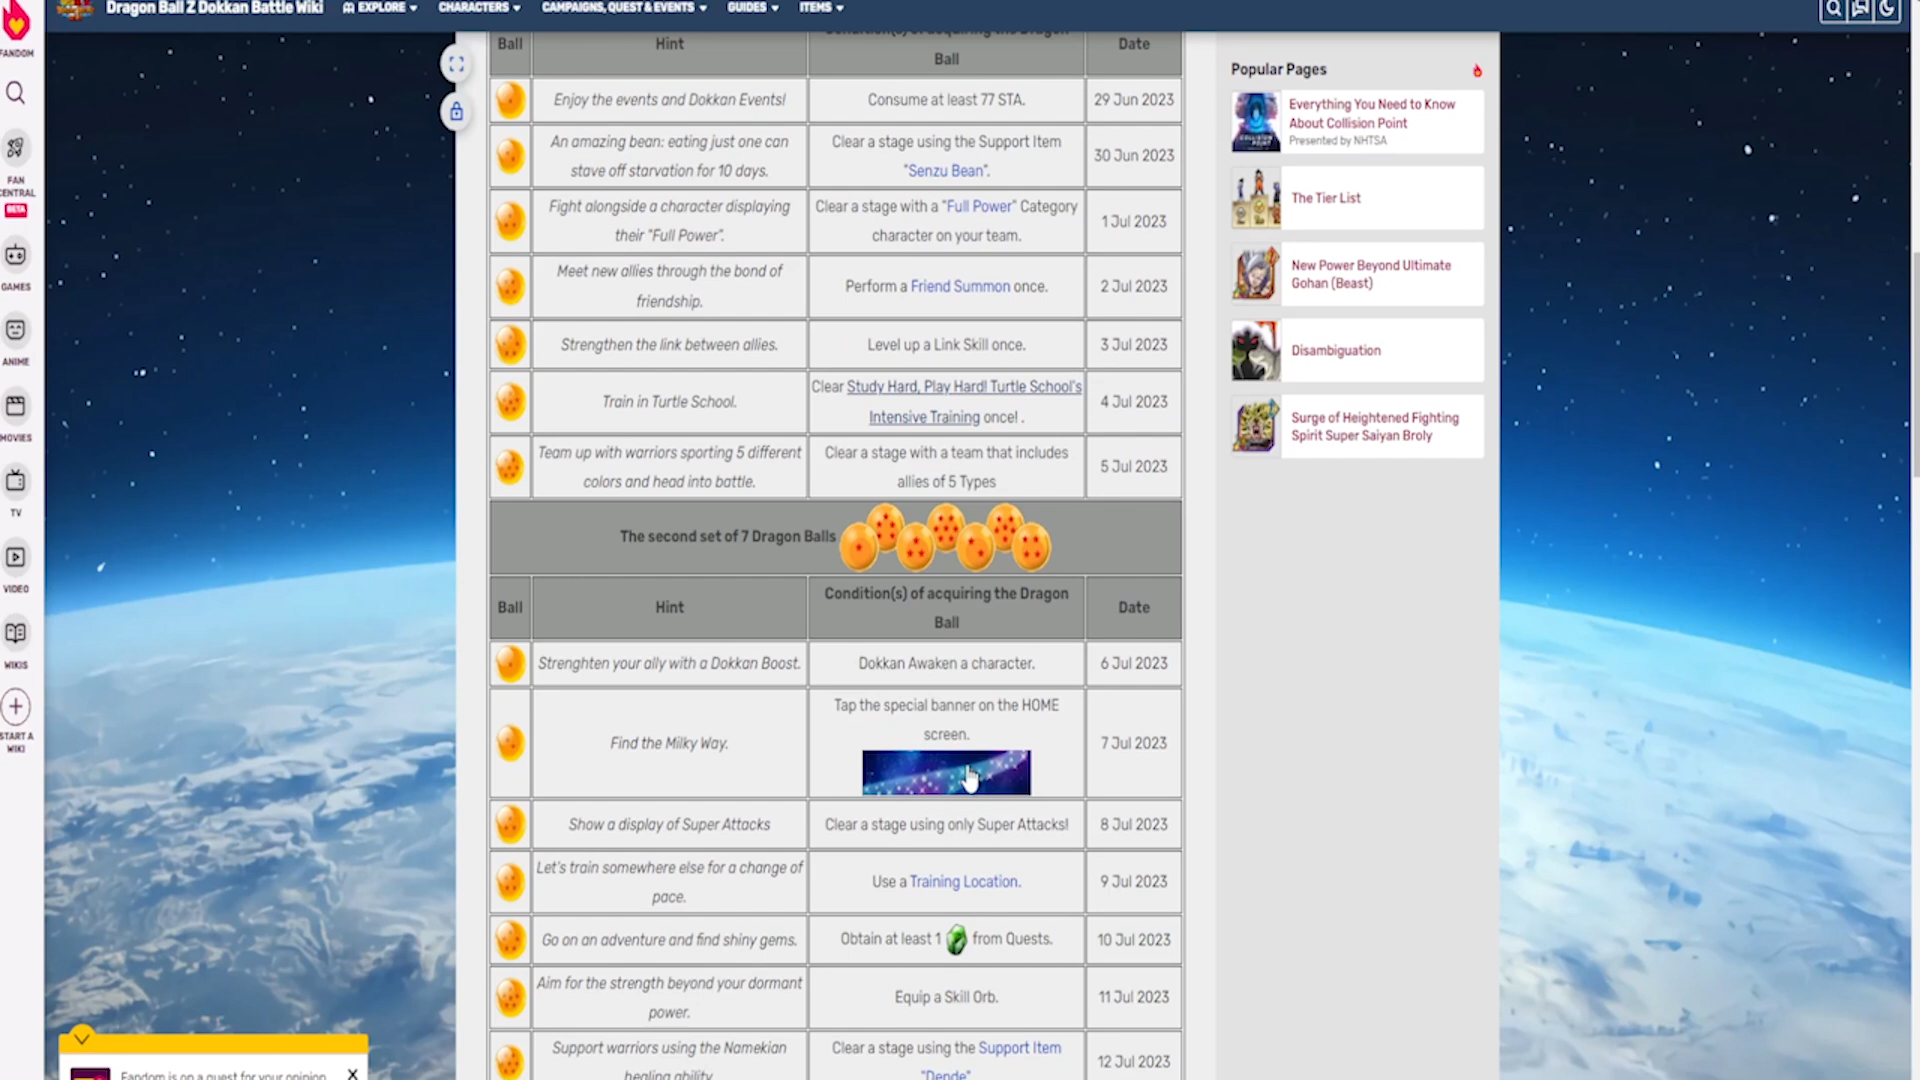 Dragon Ball Z Dokkan Battle Wiki
EXPLORE
CHARACTERS
CAMPAIGNS, QUEST & EVENTS
GUIDES
ITEMS
FANDOM
FAN
CENTRAL
BETA
GAMES
ANIME
MOVIES
TV
VIDEO
WIKIS
START A
WIKI
Ball
Hint
Condition(s) of acquiring the Dragon
Ball
Date
Enjoy the events and Dokkan Events!
Consume at least 77 STA.
29 Jun 2023
An amazing bean: eating just one can
stave off starvation for 10 days.
Clear a stage using the Support Item
"Senzu Bean".
30 Jun 2023
Fight alongside a character displaying
their "Full Power".
Clear a stage with a "Full Power" Category
character on your team.
1 Jul 2023
Meet new allies through the bond of
friendship.
Perform a Friend Summon once.
2 Jul 2023
Strengthen the link between allies.
Level up a Link Skill once.
3 Jul 2023
Train in Turtle School.
Clear Study Hard, Play Hard! Turtle School's
Intensive Training once! .
4 Jul 2023
Team up with warriors sporting 5 different
colors and head into battle.
Clear a stage with a team that includes
allies of 5 Types
5 Jul 2023
The second set of 7 Dragon Balls
Ball
Hint
Condition(s) of acquiring the Dragon
Ball
Date
Strenghten your ally with a Dokkan Boost.
Dokkan Awaken a character.
6 Jul 2023
Find the Milky Way.
Tap the special banner on the HOME
screen.
7 Jul 2023
Show a display of Super Attacks
Clear a stage using only Super Attacks!
8 Jul 2023
Let's train somewhere else for a change of
pace.
Use a Training Location.
9 Jul 2023
Go on an adventure and find shiny gems.
Obtain at least 1 from Quests.
10 Jul 2023
Aim for the strength beyond your dormant
power.
Equip a Skill Orb.
11 Jul 2023
Support warriors using the Namekian
healing ability
Clear a stage using the Support Item
"Dende"
12 Jul 2023
Popular Pages
Everything You Need to Know
About Collision Point
Presented by NHTSA
The Tier List
New Power Beyond Ultimate
Gohan (Beast)
Disambiguation
Surge of Heightened Fighting
Spirit Super Saiyan Broly
Fandom is on a quest for your opinion
X